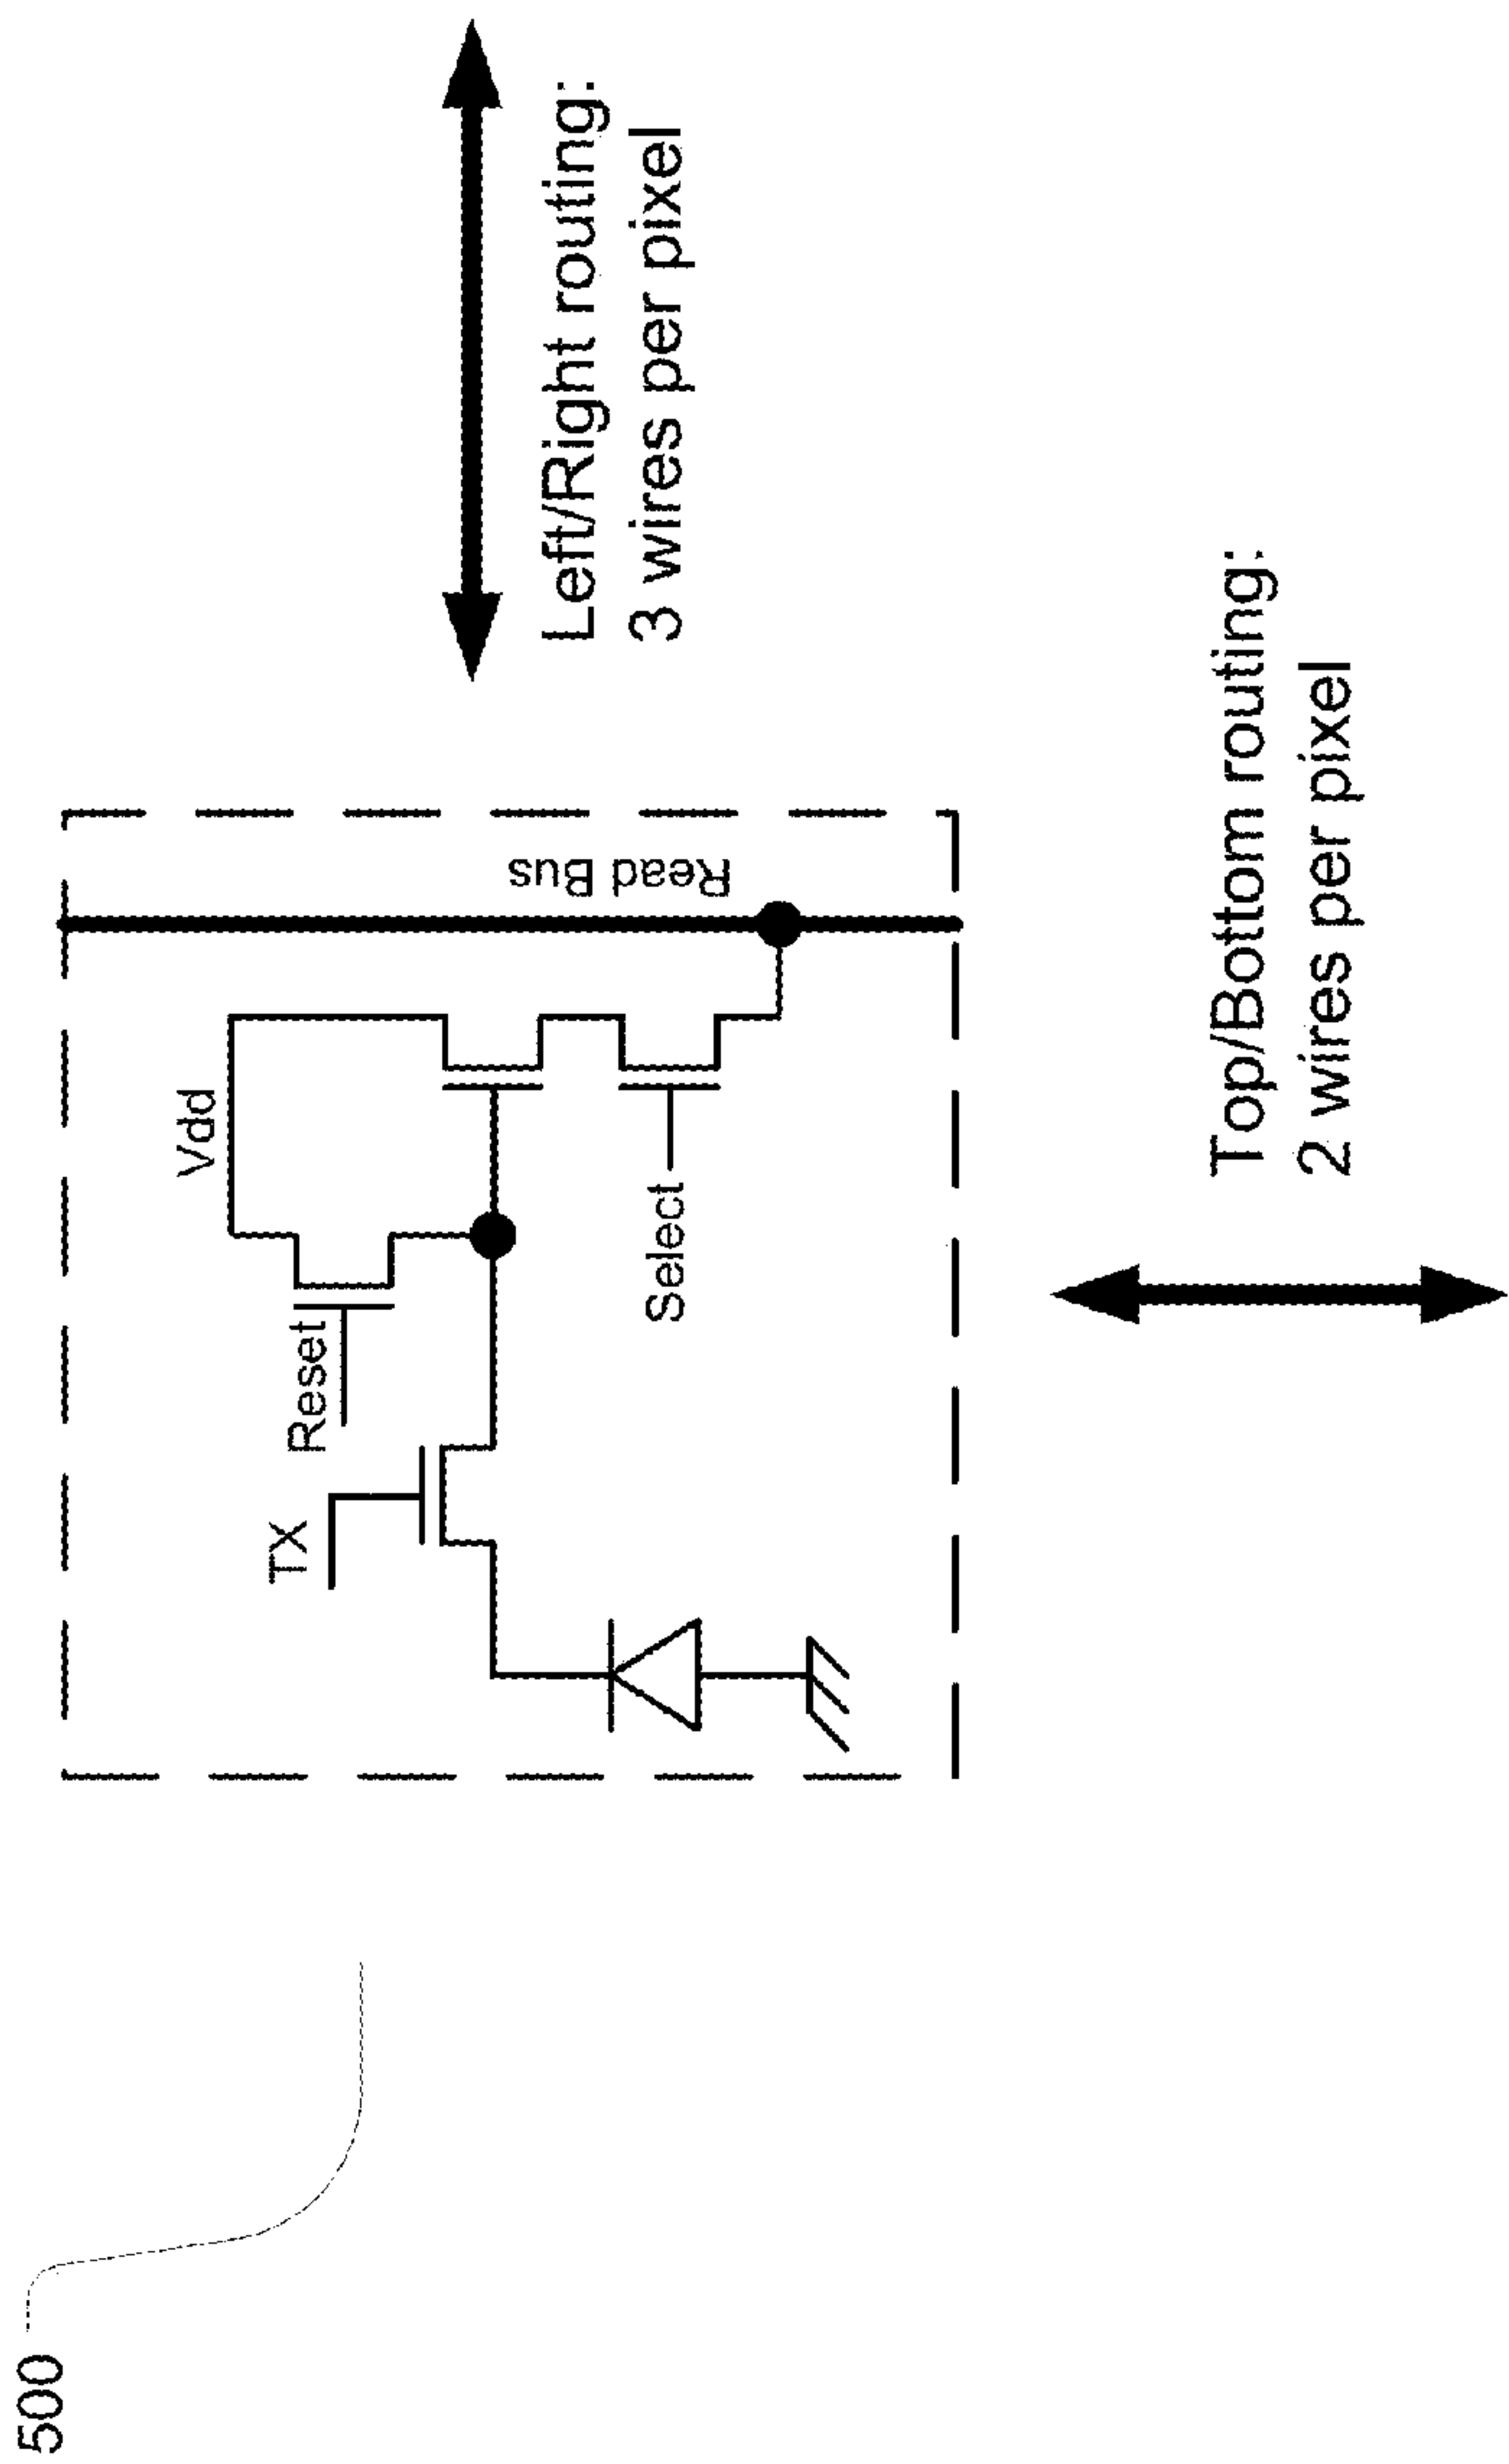 500
TX
Reset
Vdd
Select
Read Bus
Left/Right routing:
3 wires per pixel
Top/Bottom routing:
2 wires per pixel